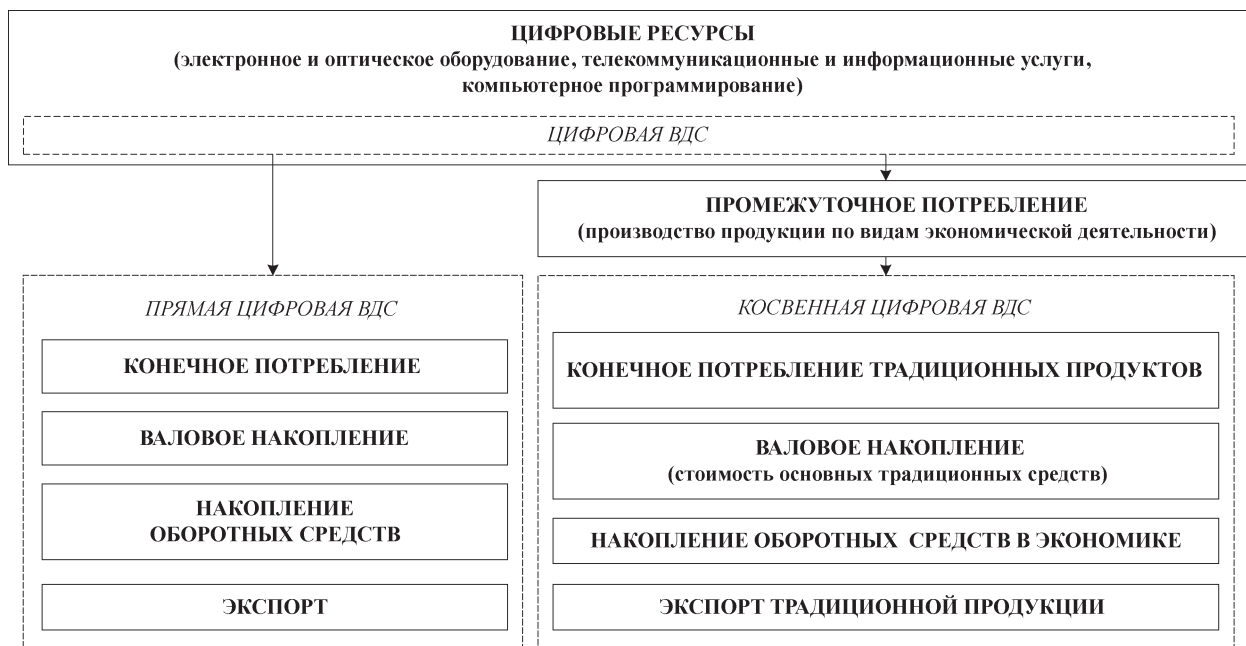 ЦИФРОВЫЕ РЕСУРСЫ
(электронное и оптическое оборудование, телекоммуникационные и информационные услуги,
компьютерное программирование)
ЦИФРОВАЯ ВДС
ПРОМЕЖУТОЧНОЕ ПОТРЕБЛЕНИЕ
(производство продукции по видам экономической деятельности)
ПРЯМАЯ ЦИФРОВАЯ ВДС
КОНЕЧНОЕ ПОТРЕБЛЕНИЕ
ВАЛОВОЕ НАКОПЛЕНИЕ
НАКОПЛЕНИЕ
ОБОРОТНЫХ СРЕДСТВ
ЭКСПОРТ
КОСВЕННАЯ ЦИФРОВАЯ ВДС
КОНЕЧНОЕ ПОТРЕБЛЕНИЕ ТРАДИЦИОННЫХ ПРОДУКТОВ
ВАЛОВОЕ НАКОПЛЕНИЕ
(стоимость основных традиционных средств)
НАКОПЛЕНИЕ ОБОРОТНЫХ СРЕДСТВ В ЭКОНОМИКЕ
ЭКСПОРТ ТРАДИЦИОННОЙ ПРОДУКЦИИ